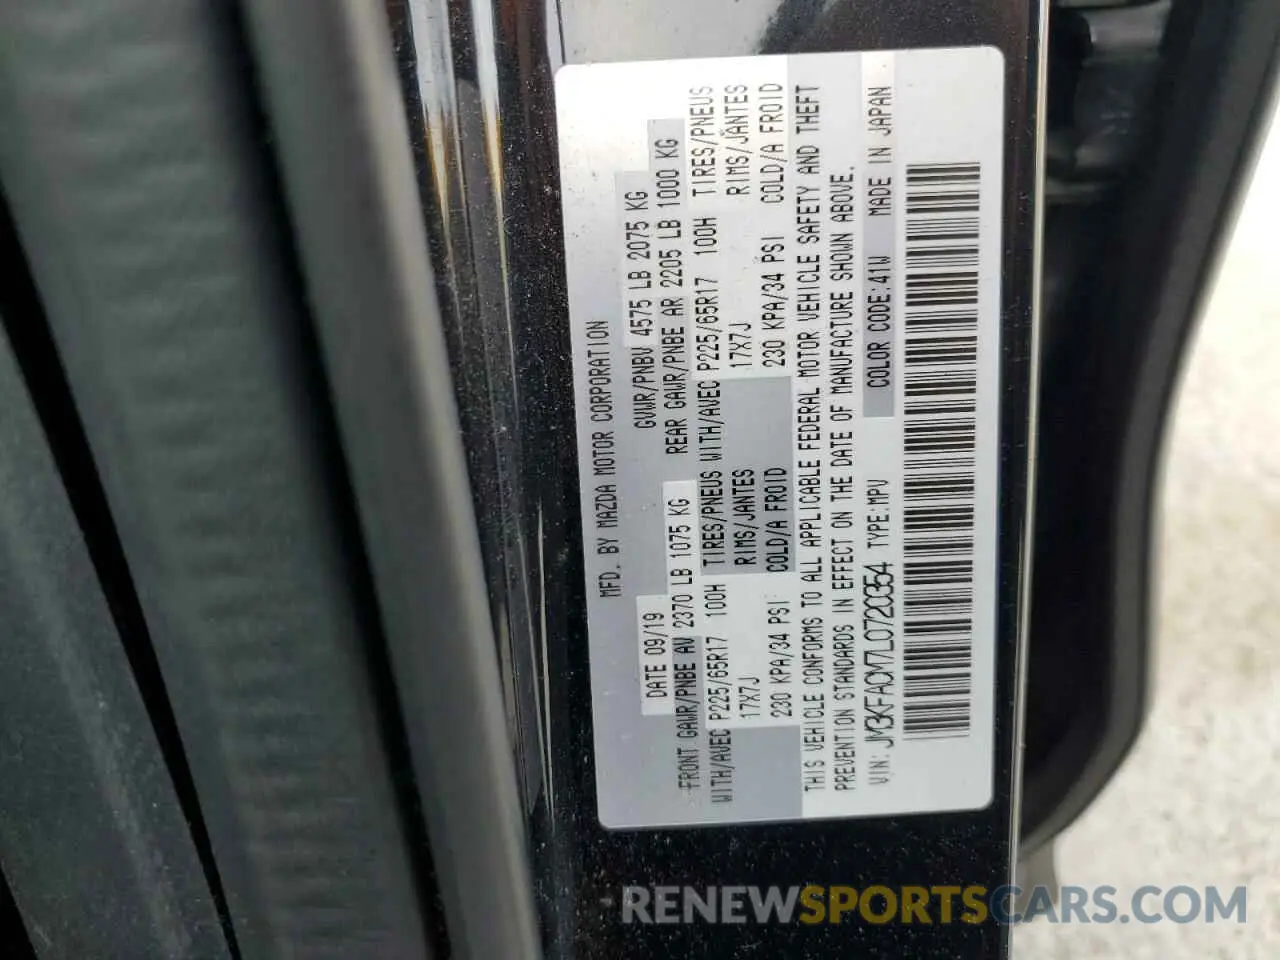 MFD. BY MAZDA MOTOR CORPORATION
DATE 09/19 GVWR/PNBV 4575 LB 2075 KG
FRONT GAWR/PNBE AV 2370 LB 1075 KG REAR GAWR/PNBE AR 2205 LB 1000 KG
WITH/AVEC P225/65R17 100H TIRES/PNEUS WITH/AVEC P225/65R17 100H TIRES/PNEUS
17X7J RIMS/JANTES 17X7J RIMS/JANTES
230 KPA/34 PSI COLD/A FROID 230 KPA/34 PSI COLD/A FROID
THIS VEHICLE CONFORMS TO ALL APPLICABLE FEDERAL MOTOR VEHICLE SAFETY AND THEFT
PREVENTION STANDARDS IN EFFECT ON THE DATE OF MANUFACTURE SHOWN ABOVE.
VIN: JM3KFACM7L0720354 TYPE:MPV COLOR CODE:41W MADE IN JAPAN
RENEWSPORTSCARS.COM